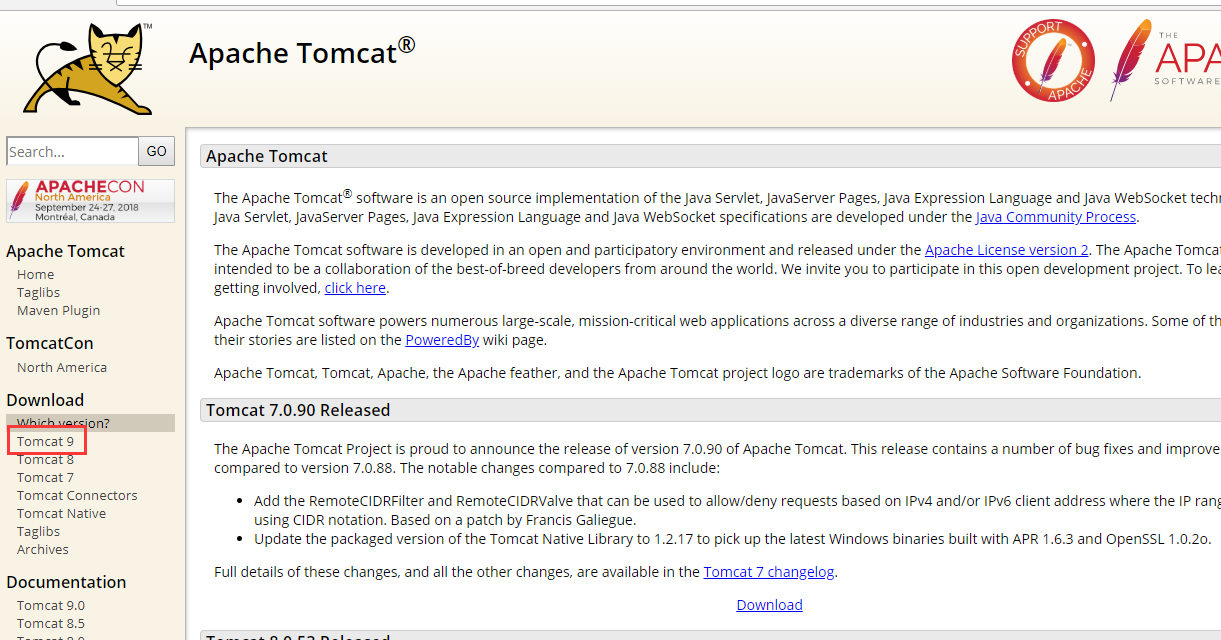 TM
Apache Tomcat®
SUPPORT
APACHE
THE
APA
SOFTWARE
Search...
GO
APACHECON
North America
September 24-27, 2018
Montréal, Canada
Apache Tomcat
Home
Taglibs
Maven Plugin
TomcatCon
North America
Download
Which version?
Tomcat 9
Tomcat 8
Tomcat 7
Tomcat Connectors
Tomcat Native
Taglibs
Archives
Documentation
Tomcat 9.0
Tomcat 8.5
Tomcat 8.0
Apache Tomcat
The Apache Tomcat® software is an open source implementation of the Java Servlet, JavaServer Pages, Java Expression Language and Java WebSocket techn
Java Servlet, JavaServer Pages, Java Expression Language and Java WebSocket specifications are developed under the Java Community Process.
The Apache Tomcat software is developed in an open and participatory environment and released under the Apache License version 2. The Apache Tomcat
intended to be a collaboration of the best-of-breed developers from around the world. We invite you to participate in this open development project. To lea
getting involved, click here.
Apache Tomcat software powers numerous large-scale, mission-critical web applications across a diverse range of industries and organizations. Some of th
their stories are listed on the PoweredBy wiki page.
Apache Tomcat, Tomcat, Apache, the Apache feather, and the Apache Tomcat project logo are trademarks of the Apache Software Foundation.
Tomcat 7.0.90 Released
The Apache Tomcat Project is proud to announce the release of version 7.0.90 of Apache Tomcat. This release contains a number of bug fixes and improve
compared to version 7.0.88. The notable changes compared to 7.0.88 include:
• Add the RemoteCIDRFilter and RemoteCIDRValve that can be used to allow/deny requests based on IPv4 and/or IPv6 client address where the IP rang
using CIDR notation. Based on a patch by Francis Galiegue.
• Update the packaged version of the Tomcat Native Library to 1.2.17 to pick up the latest Windows binaries built with APR 1.6.3 and OpenSSL 1.0.2o.
Full details of these changes, and all the other changes, are available in the Tomcat 7 changelog.
Download
Tomcat 8.0.53 Released